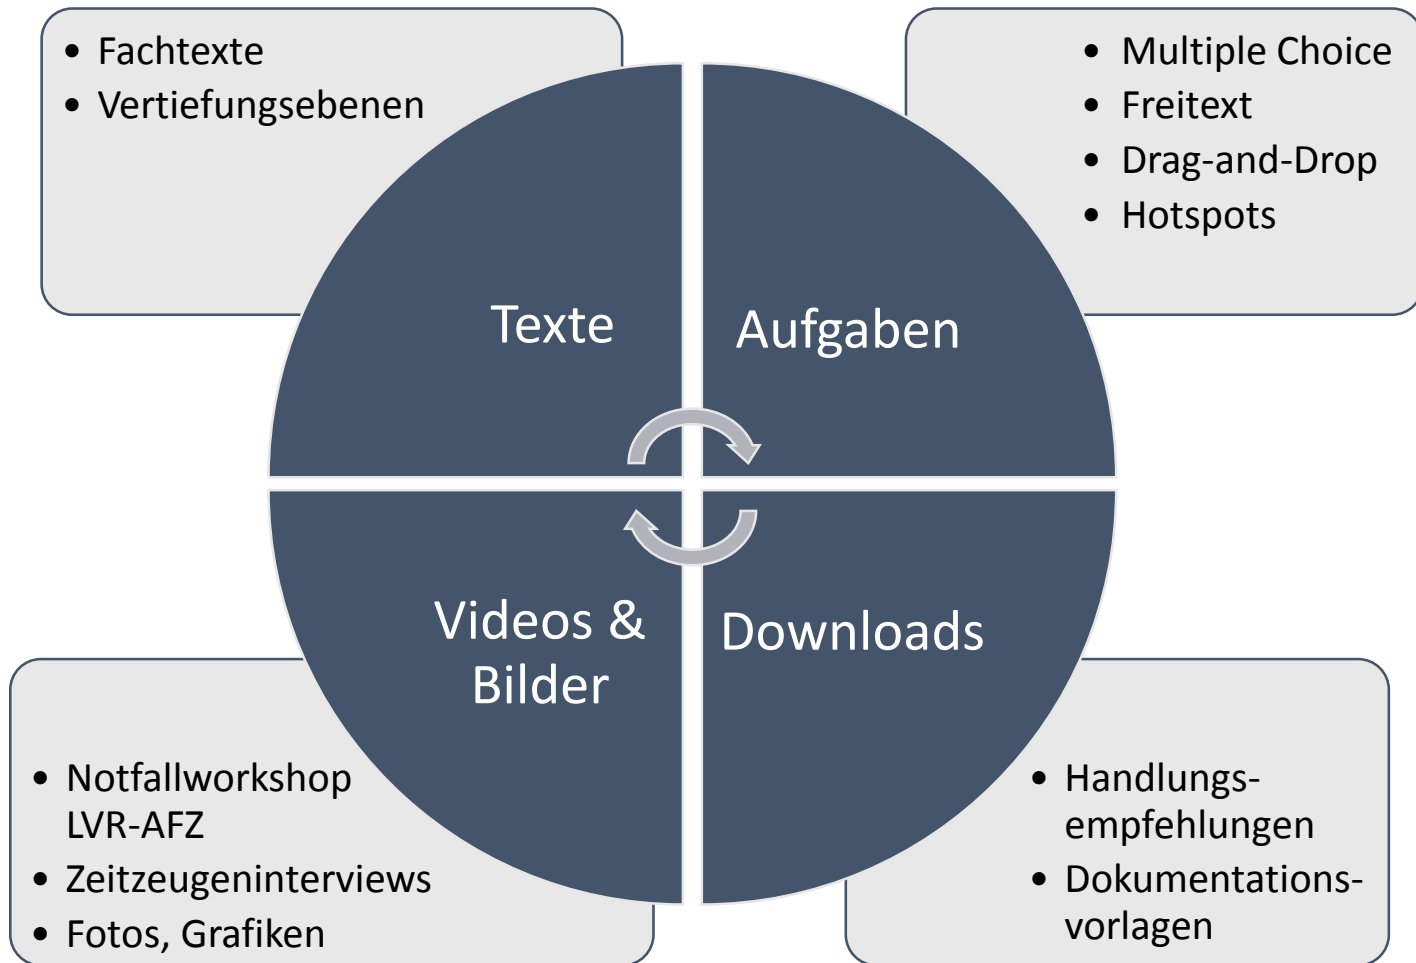 • Fachtexte
• Vertiefungsebenen
• Multiple Choice
• Freitext
• Drag-and-Drop
• Hotspots
Texte
Aufgaben
Videos &
Bilder
Downloads
• Notfallworkshop
LVR-AFZ
• Zeitzeugeninterviews
• Fotos, Grafiken
• Handlungs-
empfehlungen
• Dokumentations-
vorlagen